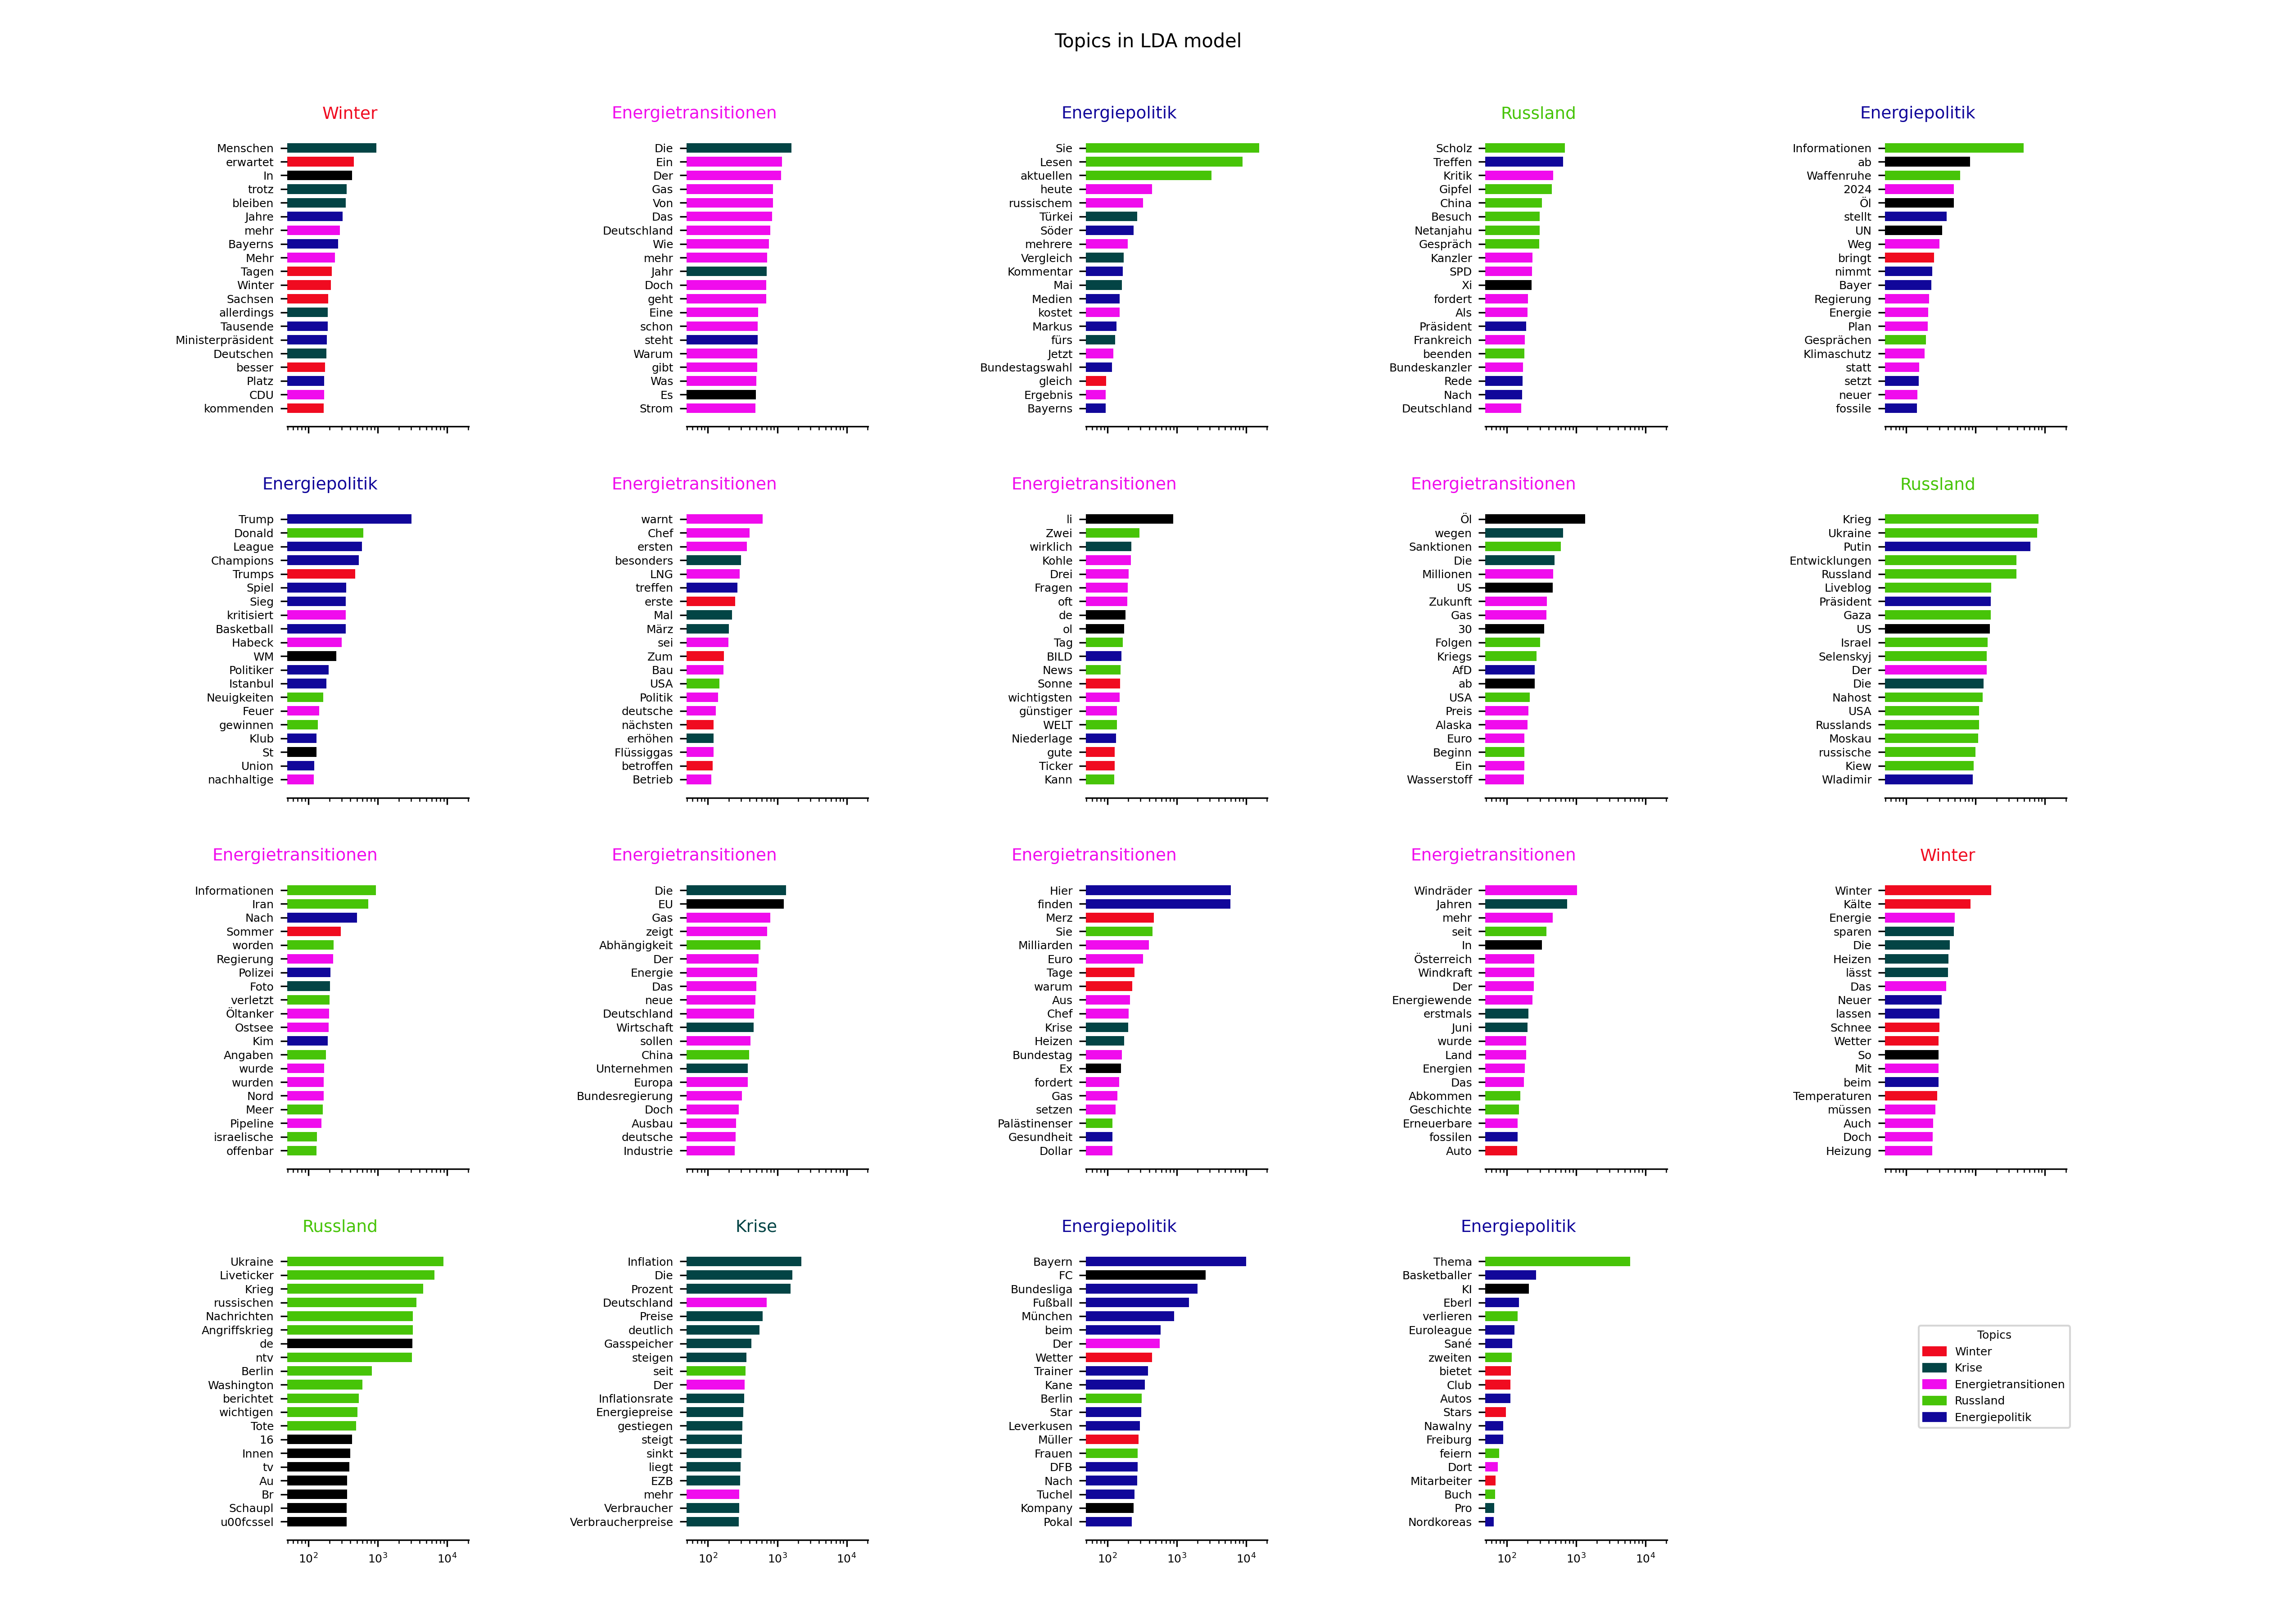 Topics in LDA model
Winter
Menschen
erwartet
In
trotz
bleiben
Jahre
mehr
Bayerns
Mehr
Tagen
Winter
Sachsen
allerdings
Tausende
Ministerpräsident
Deutschen
besser
Platz
CDU
kommenden
Energietransitionen
Die
Ein
Der
Gas
Von
Das
Deutschland
Wie
mehr
Jahr
Doch
geht
Eine
schon
steht
Warum
gibt
Was
Es
Strom
Energiepolitik
Sie
Lesen
aktuellen
heute
russischem
Türkei
Söder
mehrere
Vergleich
Kommentar
Mai
Medien
kostet
Markus
fürs
Jetzt
Bundestagswahl
gleich
Ergebnis
Bayerns
Russland
Scholz
Treffen
Kritik
Gipfel
China
Besuch
Netanjahu
Gespräch
Kanzler
SPD
Xi
fordert
Als
Präsident
Frankreich
beenden
Bundeskanzler
Rede
Nach
Deutschland
Energiepolitik
Informationen
ab
Waffenruhe
2024
Öl
stellt
UN
Weg
bringt
nimmt
Bayer
Regierung
Energie
Plan
Gesprächen
Klimaschutz
statt
setzt
neuer
fossile
Energiepolitik
Trump
Donald
League
Champions
Trumps
Spiel
Sieg
kritisiert
Basketball
Habeck
WM
Politiker
Istanbul
Neuigkeiten
Feuer
gewinnen
Klub
St
Union
nachhaltige
Energietransitionen
warnt
Chef
ersten
besonders
LNG
treffen
erste
Mal
März
sei
Zum
Bau
USA
Politik
deutsche
nächsten
erhöhen
Flüssiggas
betroffen
Betrieb
Energietransitionen
li
Zwei
wirklich
Kohle
Drei
Fragen
oft
de
ol
Tag
BILD
News
Sonne
wichtigsten
günstiger
WELT
Niederlage
gute
Ticker
Kann
Energietransitionen
Öl
wegen
Sanktionen
Die
Millionen
US
Zukunft
Gas
30
Folgen
Kriegs
AfD
ab
USA
Preis
Alaska
Euro
Beginn
Ein
Wasserstoff
Russland
Krieg
Ukraine
Putin
Entwicklungen
Russland
Liveblog
Präsident
Gaza
US
Israel
Selenskyj
Der
Die
Nahost
USA
Russlands
Moskau
russische
Kiew
Wladimir
Energietransitionen
Informationen
Iran
Nach
Sommer
worden
Regierung
Polizei
Foto
verletzt
Öltanker
Ostsee
Kim
Angaben
wurde
wurden
Nord
Meer
Pipeline
israelische
offenbar
Energietransitionen
Die
EU
Gas
zeigt
Abhängigkeit
Der
Energie
Das
neue
Deutschland
Wirtschaft
sollen
China
Unternehmen
Europa
Bundesregierung
Doch
Ausbau
deutsche
Industrie
Energietransitionen
Hier
finden
Merz
Sie
Milliarden
Euro
Tage
warum
Aus
Chef
Krise
Heizen
Bundestag
Ex
fordert
Gas
setzen
Palästinenser
Gesundheit
Dollar
Energietransitionen
Windräder
Jahren
mehr
seit
In
Österreich
Windkraft
Der
Energiewende
erstmals
Juni
wurde
Land
Energien
Das
Abkommen
Geschichte
Erneuerbare
fossilen
Auto
Winter
Winter
Kälte
Energie
sparen
Die
Heizen
lässt
Das
Neuer
lassen
Schnee
Wetter
So
Mit
beim
Temperaturen
müssen
Auch
Doch
Heizung
Russland
Ukraine
Liveticker
Krieg
russischen
Nachrichten
Angriffskrieg
de
ntv
Berlin
Washington
berichtet
wichtigen
Tote
16
Innen
tv
Au
Br
Schaupl
u00fcssel
10² 10³ 10⁴
Krise
Inflation
Die
Prozent
Deutschland
Preise
deutlich
Gasspeicher
steigen
seit
Der
Inflationsrate
Energiepreise
gestiegen
steigt
sinkt
liegt
EZB
mehr
Verbraucher
Verbraucherpreise
10² 10³ 10⁴
Energiepolitik
Bayern
FC
Bundesliga
Fußball
München
beim
Der
Wetter
Trainer
Kane
Berlin
Star
Leverkusen
Müller
Frauen
DFB
Nach
Tuchel
Kompany
Pokal
10² 10³ 10⁴
Energiepolitik
Thema
Basketballer
KI
Eberl
verlieren
Euroleague
Sané
zweiten
bietet
Club
Autos
Stars
Nawalny
Freiburg
feiern
Dort
Mitarbeiter
Buch
Pro
Nordkoreas
10² 10³ 10⁴
Topics
Winter
Krise
Energietransitionen
Russland
Energiepolitik